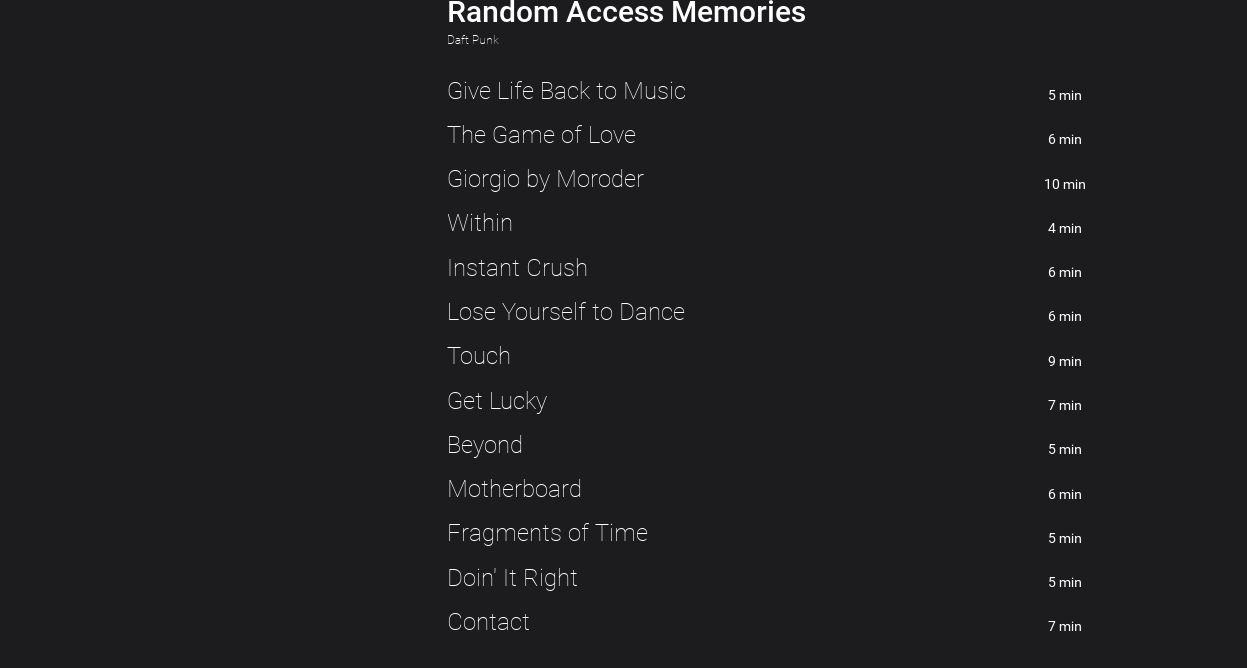 Random Access Memories
Daft Punk
Give Life Back to Music 5 min
The Game of Love 6 min
Giorgio by Moroder 10 min
Within 4 min
Instant Crush 6 min
Lose Yourself to Dance 6 min
Touch 9 min
Get Lucky 7 min
Beyond 5 min
Motherboard 6 min
Fragments of Time 5 min
Doin' It Right 5 min
Contact 7 min